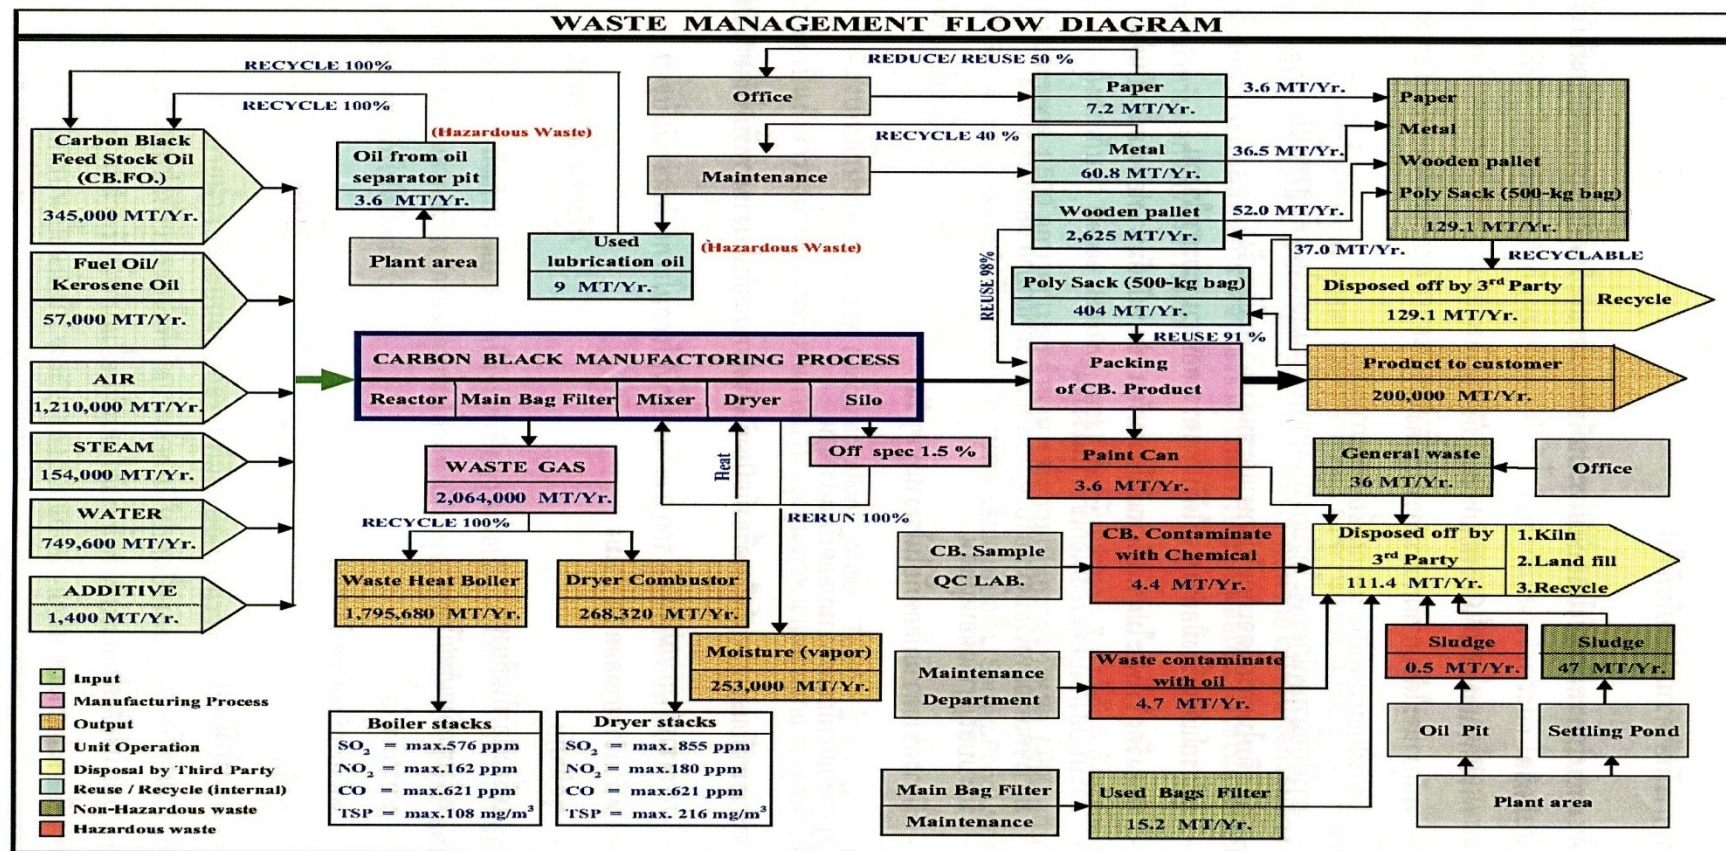 WASTE MANAGEMENT FLOW DIAGRAM
RECYCLE 100%
RECYCLE 100%
(Hazardous Waste)
Carbon Black
Feed Stock Oil
(CB.FO.)
345,000 MT/Yr.
Fuel Oil/
Kerosene Oil
57,000 MT/Yr.
AIR
1,210,000 MT/Yr.
STEAM
154,000 MT/Yr.
WATER
749,600 MT/Yr.
ADDITIVE
1,400 MT/Yr.
Oil from oil
separator pit
3.6 MT/Yr.
Plant area
Used
lubrication oil
9 MT/Yr.
(Hazardous Waste)
REDUCE/ REUSE 50 %
Office
Paper
7.2 MT/Yr.
3.6 MT/Yr.
RECYCLE 40 %
Maintenance
Metal
60.8 MT/Yr.
36.5 MT/Yr.
Wooden pallet
2,625 MT/Yr.
52.0 MT/Yr.
37.0 MT/Yr.
REUSE 98%
Poly Sack (500-kg bag)
404 MT/Yr.
REUSE 91 %
Paper
Metal
Wooden pallet
Poly Sack (500-kg bag)
129.1 MT/Yr.
RECYCLABLE
Disposed off by 3rd Party
129.1 MT/Yr.
Recycle
CARBON BLACK MANUFACTORING PROCESS
Reactor
Main Bag Filter
Mixer
Dryer
Silo
Packing
of CB. Product
Product to customer
200,000 MT/Yr.
WASTE GAS
2,064,000 MT/Yr.
RECYCLE 100%
Heat
Off spec 1.5 %
RERUN 100%
Waste Heat Boiler
1,795,680 MT/Yr.
Dryer Combustor
268,320 MT/Yr.
Moisture (vapor)
253,000 MT/Yr.
Boiler stacks
SO2 = max.576 ppm
NO2 = max.162 ppm
CO = max.621 ppm
TSP = max.108 mg/m3
Dryer stacks
SO2 = max. 855 ppm
NO2 = max.180 ppm
CO = max.621 ppm
TSP = max. 216 mg/m3
Paint Can
3.6 MT/Yr.
General waste
36 MT/Yr.
Office
CB. Sample
QC LAB.
CB. Contaminate
with Chemical
4.4 MT/Yr.
Disposed off by
3rd Party
111.4 MT/Yr.
1.Kiln
2.Land fill
3.Recycle
Maintenance
Department
Waste contaminate
with oil
4.7 MT/Yr.
Sludge
0.5 MT/Yr.
Sludge
47 MT/Yr.
Oil Pit
Settling Pond
Plant area
Main Bag Filter
Maintenance
Used Bags Filter
15.2 MT/Yr.
Input
Manufacturing Process
Output
Unit Operation
Disposal by Third Party
Reuse / Recycle (internal)
Non-Hazardous waste
Hazardous waste